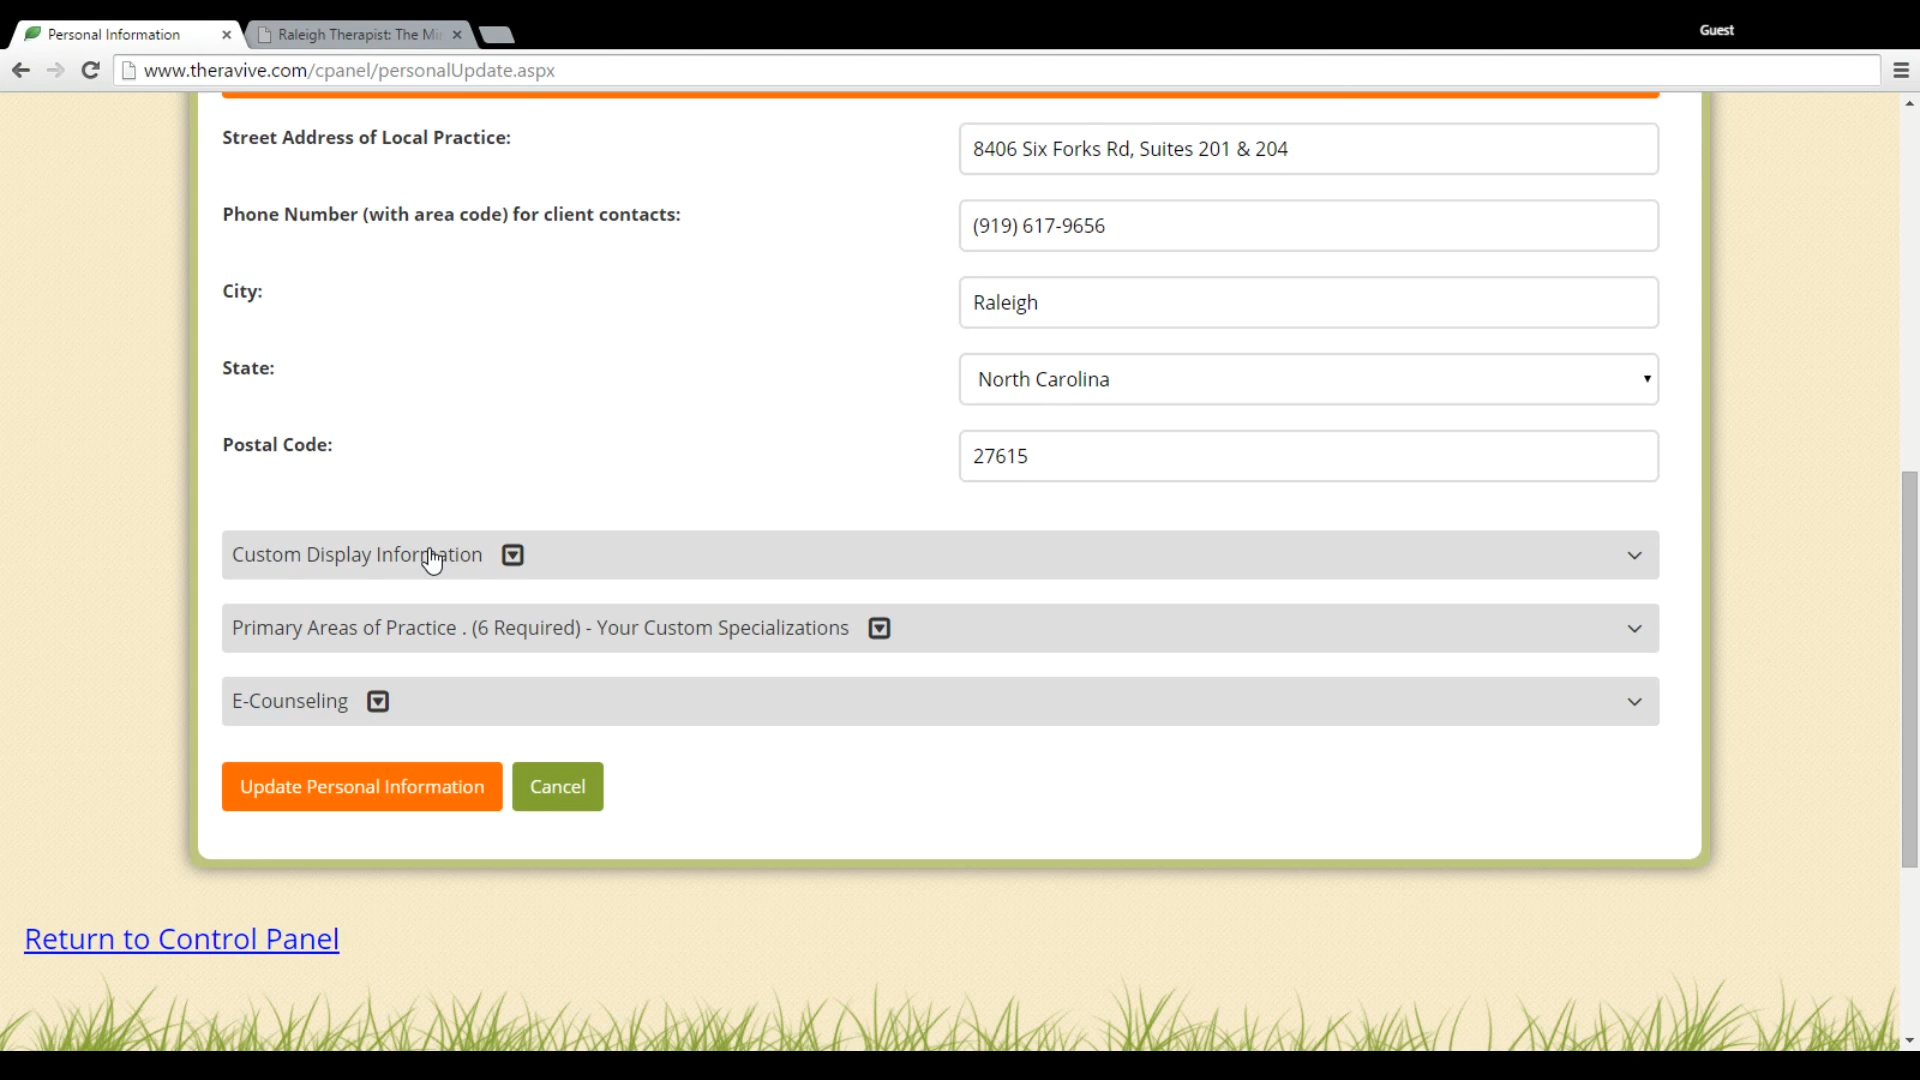 Personal Information
Raleigh Therapist: The Mi
Guest
www.theravive.com/cpanel/personalUpdate.aspx
Street Address of Local Practice:
8406 Six Forks Rd, Suites 201 & 204
Phone Number (with area code) for client contacts:
(919) 617-9656
City:
Raleigh
State:
North Carolina
Postal Code:
27615
Custom Display Information
Primary Areas of Practice . (6 Required) - Your Custom Specializations
E-Counseling
Update Personal Information
Cancel
Return to Control Panel